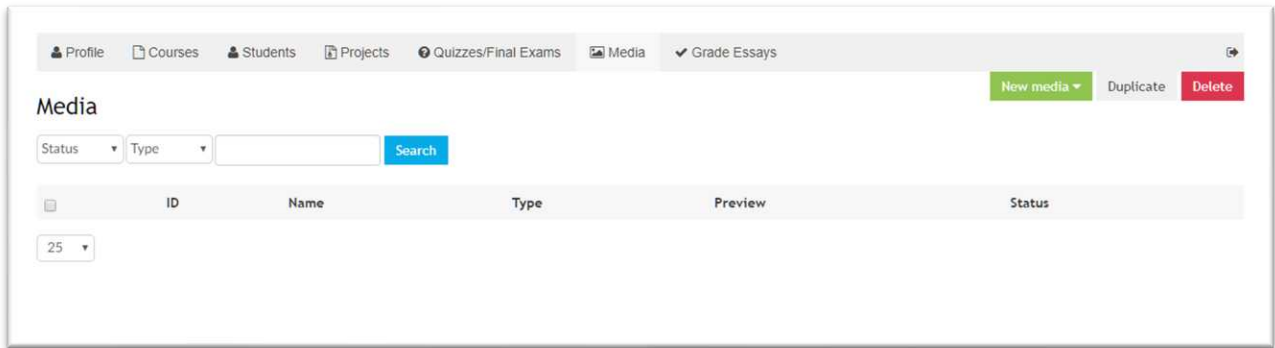 Profile Courses Students Projects Quizzes/Final Exams Media Grade Essays
New media Duplicate Delete
Media
Status Type Search
ID Name Type Preview Status
25